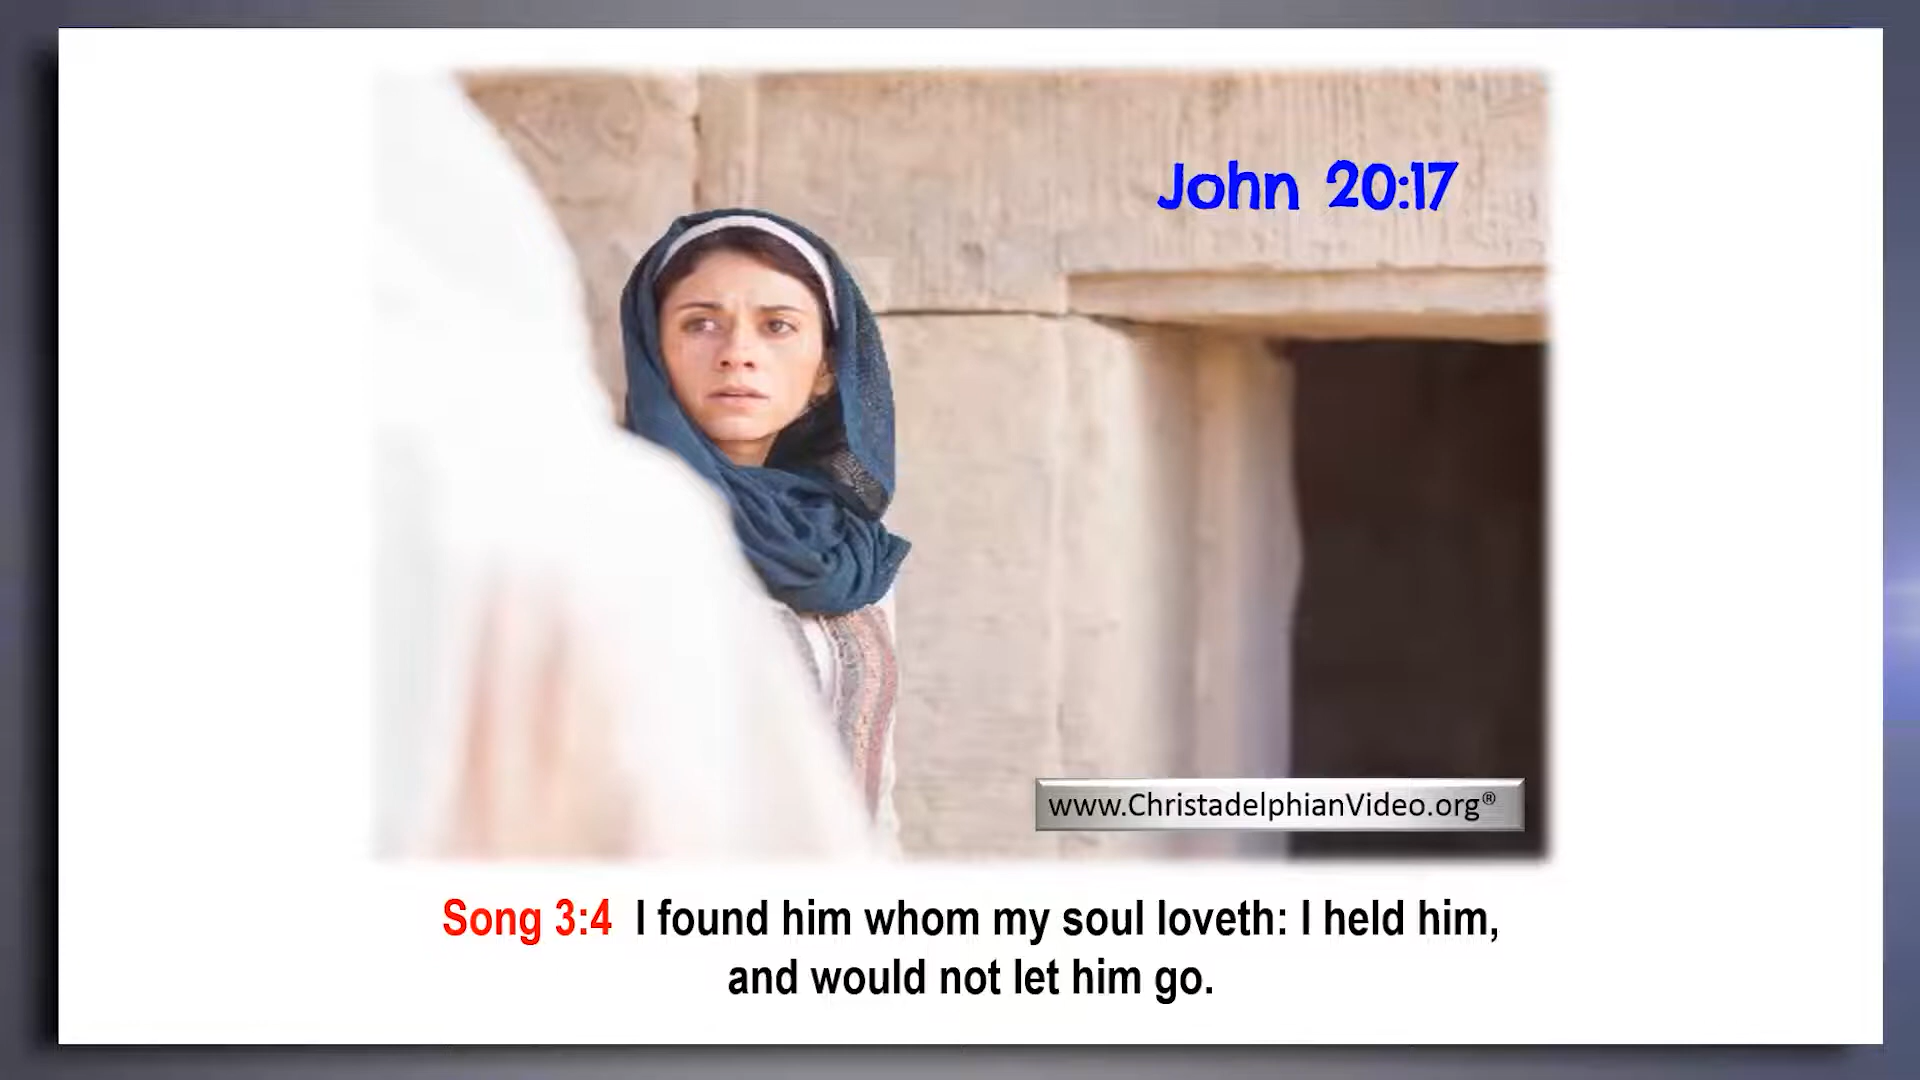 John 20:17
www.ChristadelphianVideo.org®
Song 3:4 I found him whom my soul loveth: I held him,
and would not let him go.